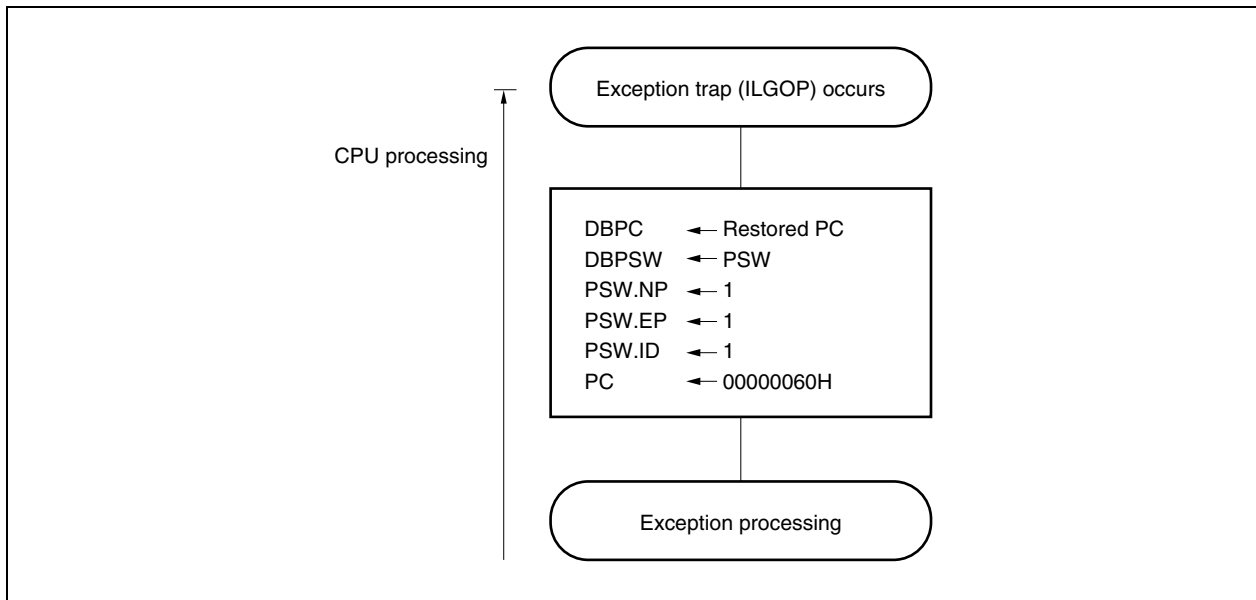 Exception trap (ILGOP) occurs
CPU processing
DBPC ← Restored PC
DBPSW ← PSW
PSW.NP ← 1
PSW.EP ← 1
PSW.ID ← 1
PC ← 00000060H
Exception processing